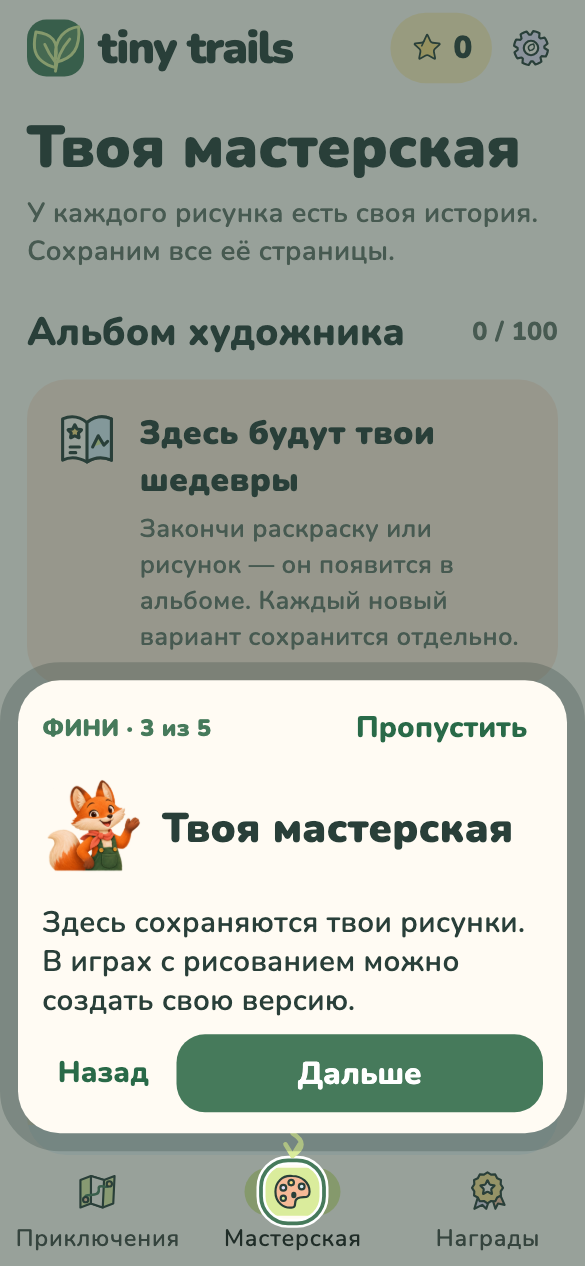 tiny trails
0
Твоя мастерская
У каждого рисунка есть своя история.
Сохраним все её страницы.
Альбом художника
0 / 100
Здесь будут твои
шедевры
Закончи раскраску или
рисунок — он появится в
альбоме. Каждый новый
вариант сохранится отдельно.
ФИНИ · 3 из 5
Пропустить
Твоя мастерская
Здесь сохраняются твои рисунки.
В играх с рисованием можно
создать свою версию.
Назад
Дальше
Приключения
Мастерская
Награды